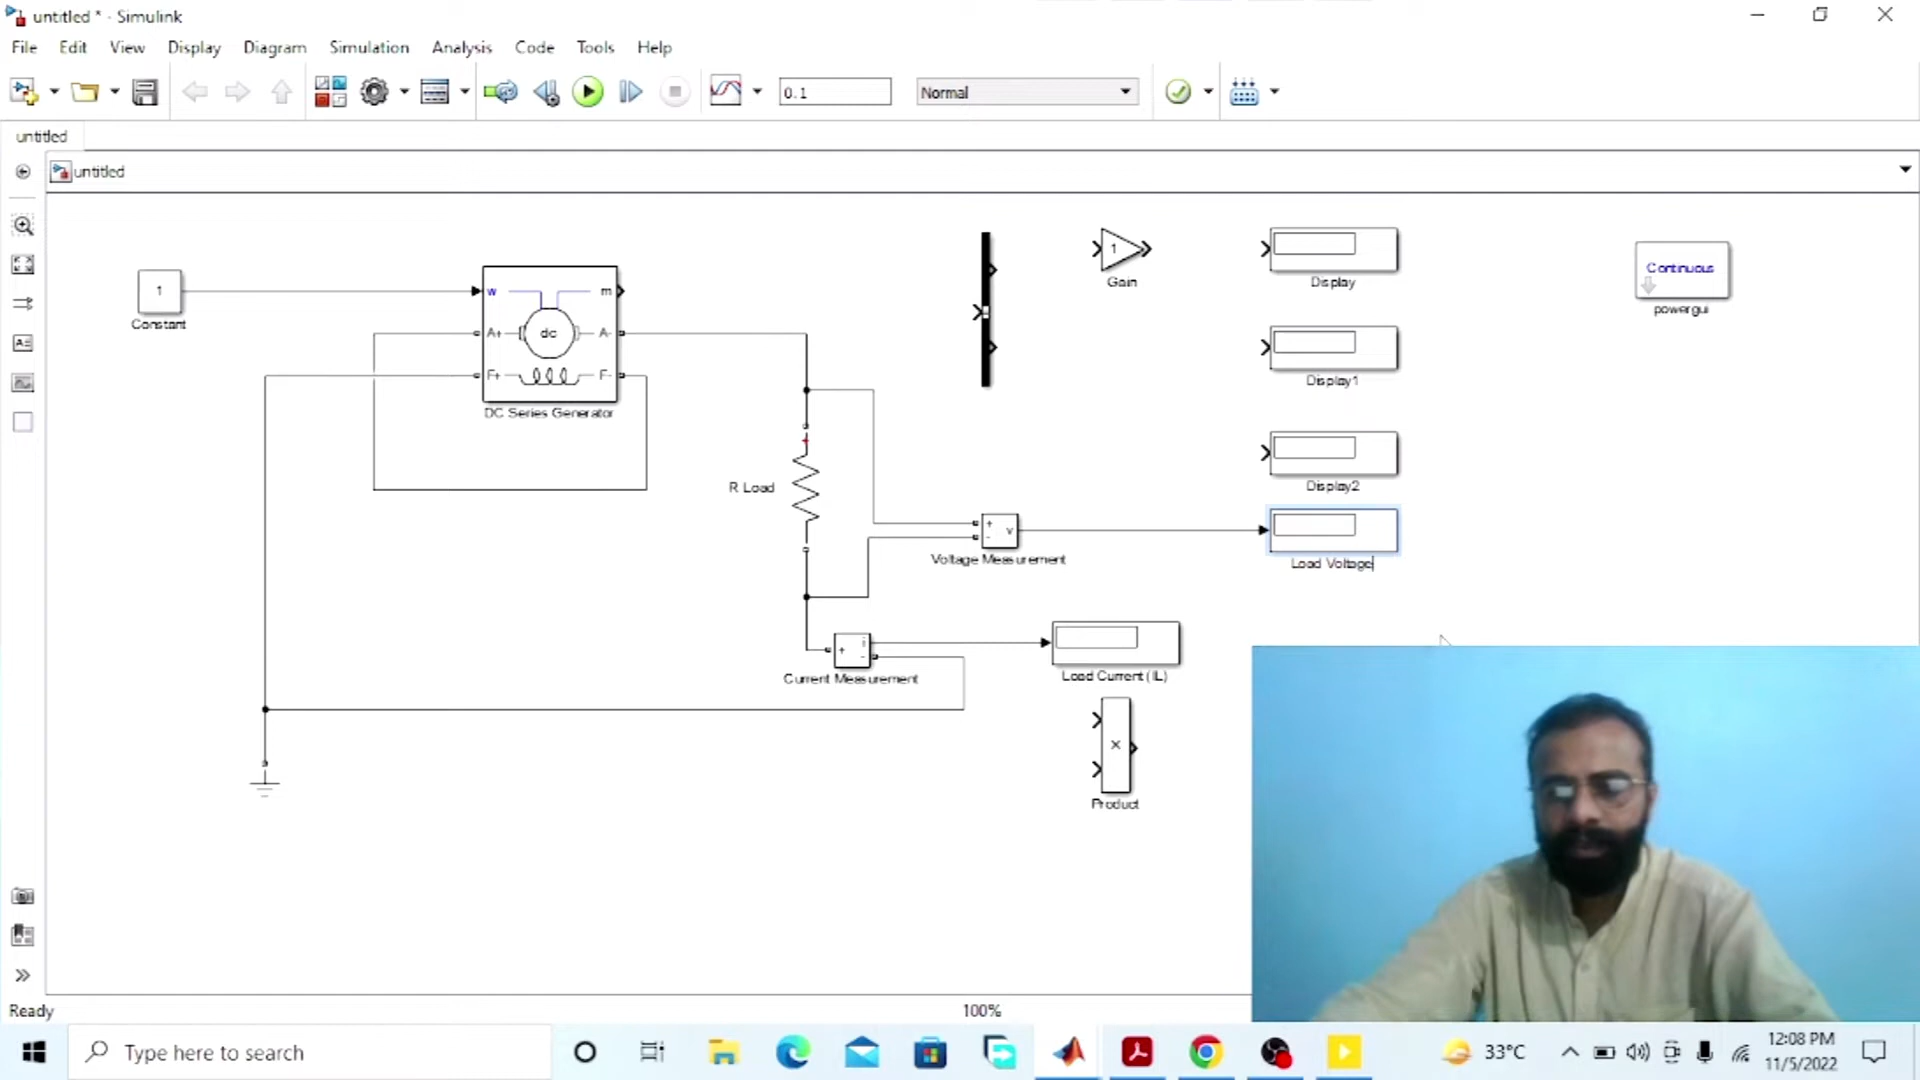 untitled * - Simulink
File Edit View Display Diagram Simulation Analysis Code Tools Help
0.1 Normal
untitled
untitled
1
Constant
w m
A+ dc A-
F+ F-
DC Series Generator
1
Gain
Display
Continuous
powergui
Display1
Display2
R Load
+ v
-
Voltage Measurement
Load Voltage
+ i
-
Current Measurement
Load Current (IL)
×
Product
Ready 100%
Type here to search
33°C
12:08 PM
11/5/2022